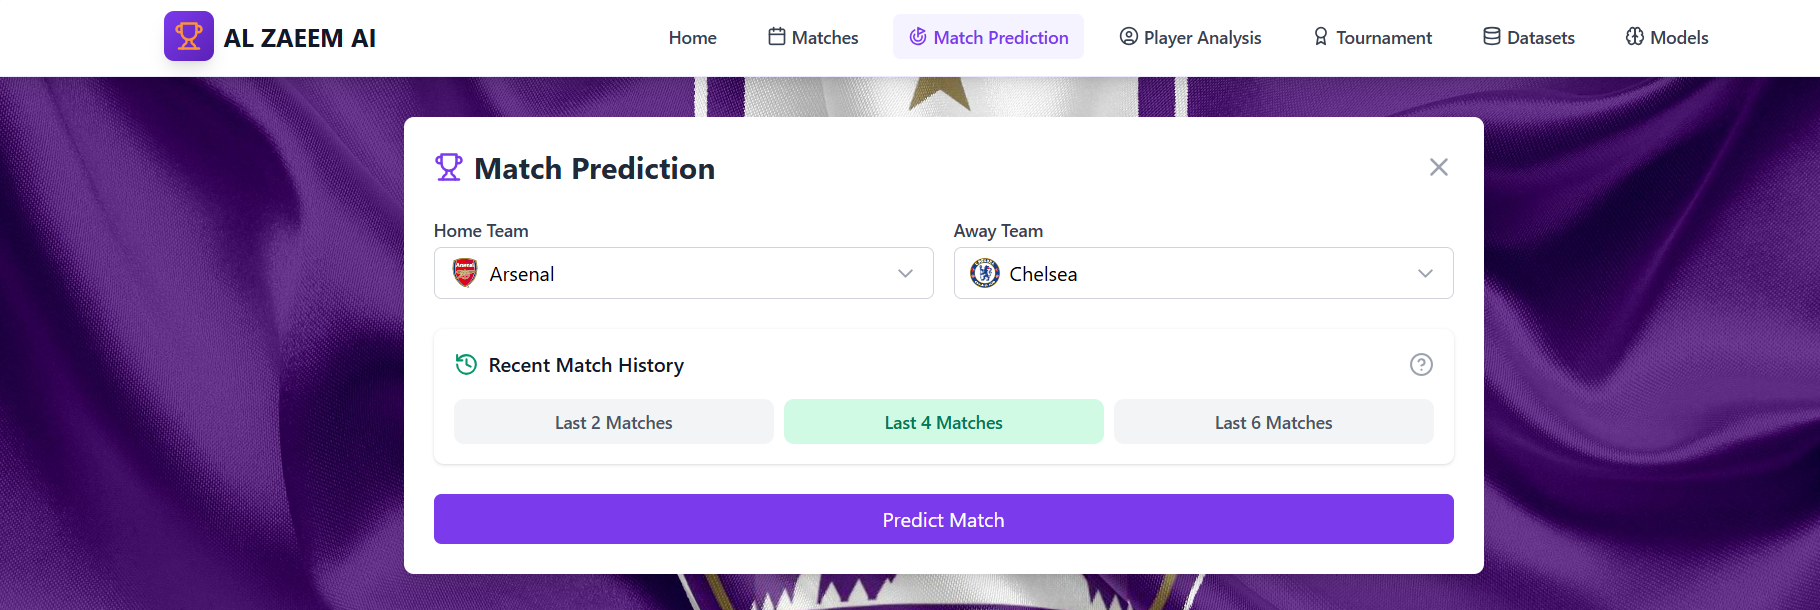 AL ZAEEM AI
Home Matches Match Prediction Player Analysis Tournament Datasets Models
Match Prediction
Home Team Away Team
Arsenal Chelsea
Recent Match History
Last 2 Matches Last 4 Matches Last 6 Matches
Predict Match